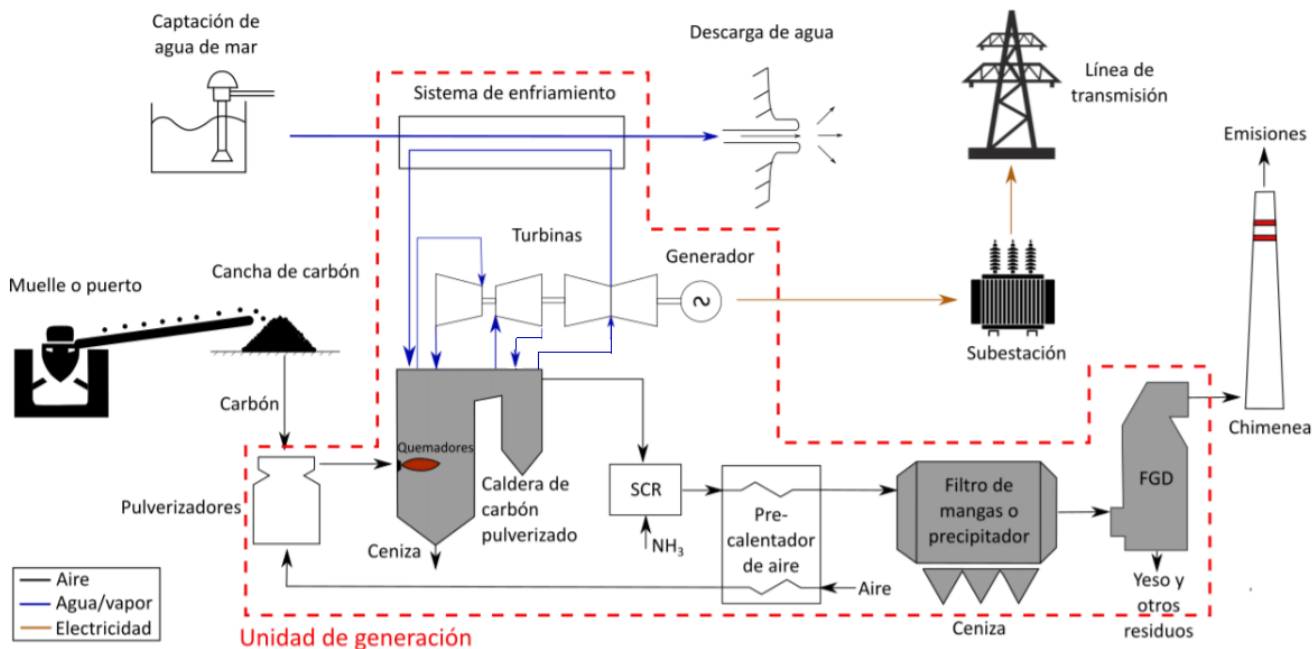 Captación de
agua de mar
Descarga de agua
Línea de
transmisión
Sistema de enfriamiento
Emisiones
Turbinas
Generador
Muelle o puerto
Cancha de carbón
Subestación
Carbón
Chimenea
Quemadores
Pulverizadores
Caldera de
carbón
pulverizado
Ceniza
SCR
NH3
Pre-
calentador
de aire
Aire
Filtro de
mangas o
precipitador
Ceniza
FGD
Yeso y
otros
residuos
Aire
Agua/vapor
Electricidad
Unidad de generación